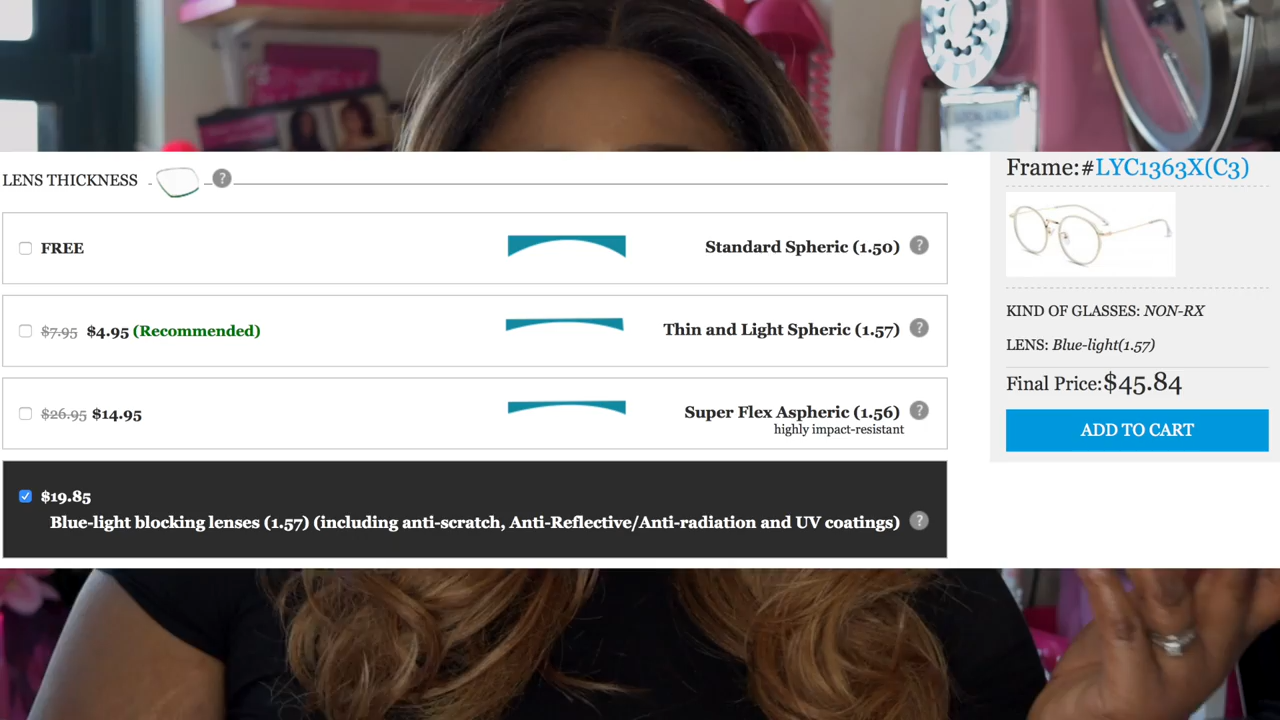 LENS THICKNESS
?
FREE
Standard Spheric (1.50) ?
$7.95 $4.95 (Recommended)
Thin and Light Spheric (1.57) ?
$26.95 $14.95
Super Flex Aspheric (1.56) ?
highly impact-resistant
$19.85
Blue-light blocking lenses (1.57) (including anti-scratch, Anti-Reflective/Anti-radiation and UV coatings) ?
Frame:#LYC1363X(C3)
KIND OF GLASSES: NON-RX
LENS: Blue-light(1.57)
Final Price:$45.84
ADD TO CART